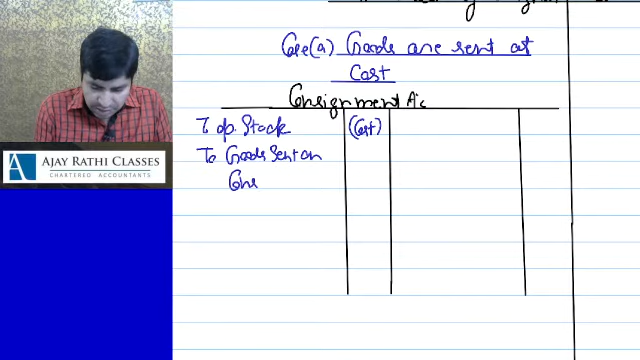 Case (a) Goods are sent at
Cost
Consignment A/c
To op. Stock (Cost)
To Goods Sent on
Cons
AJAY RATHI CLASSES
CHARTERED ACCOUNTANTS